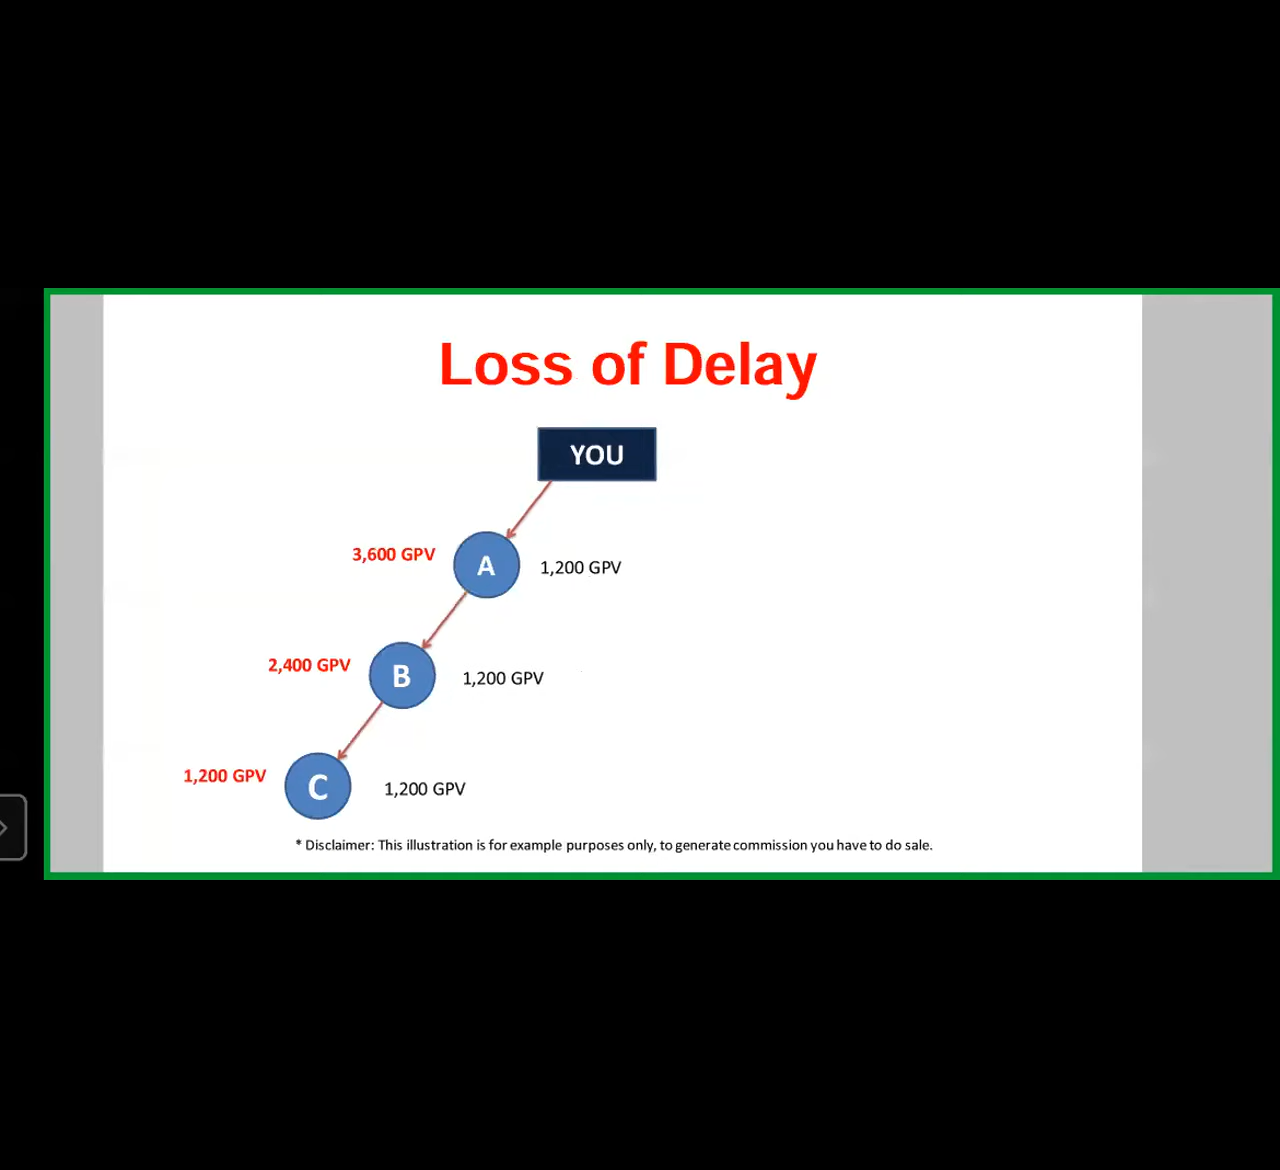 Loss of Delay
YOU
3,600 GPV
A
1,200 GPV
2,400 GPV
B
1,200 GPV
1,200 GPV
C
1,200 GPV
* Disclaimer: This illustration is for example purposes only, to generate commission you have to do sale.